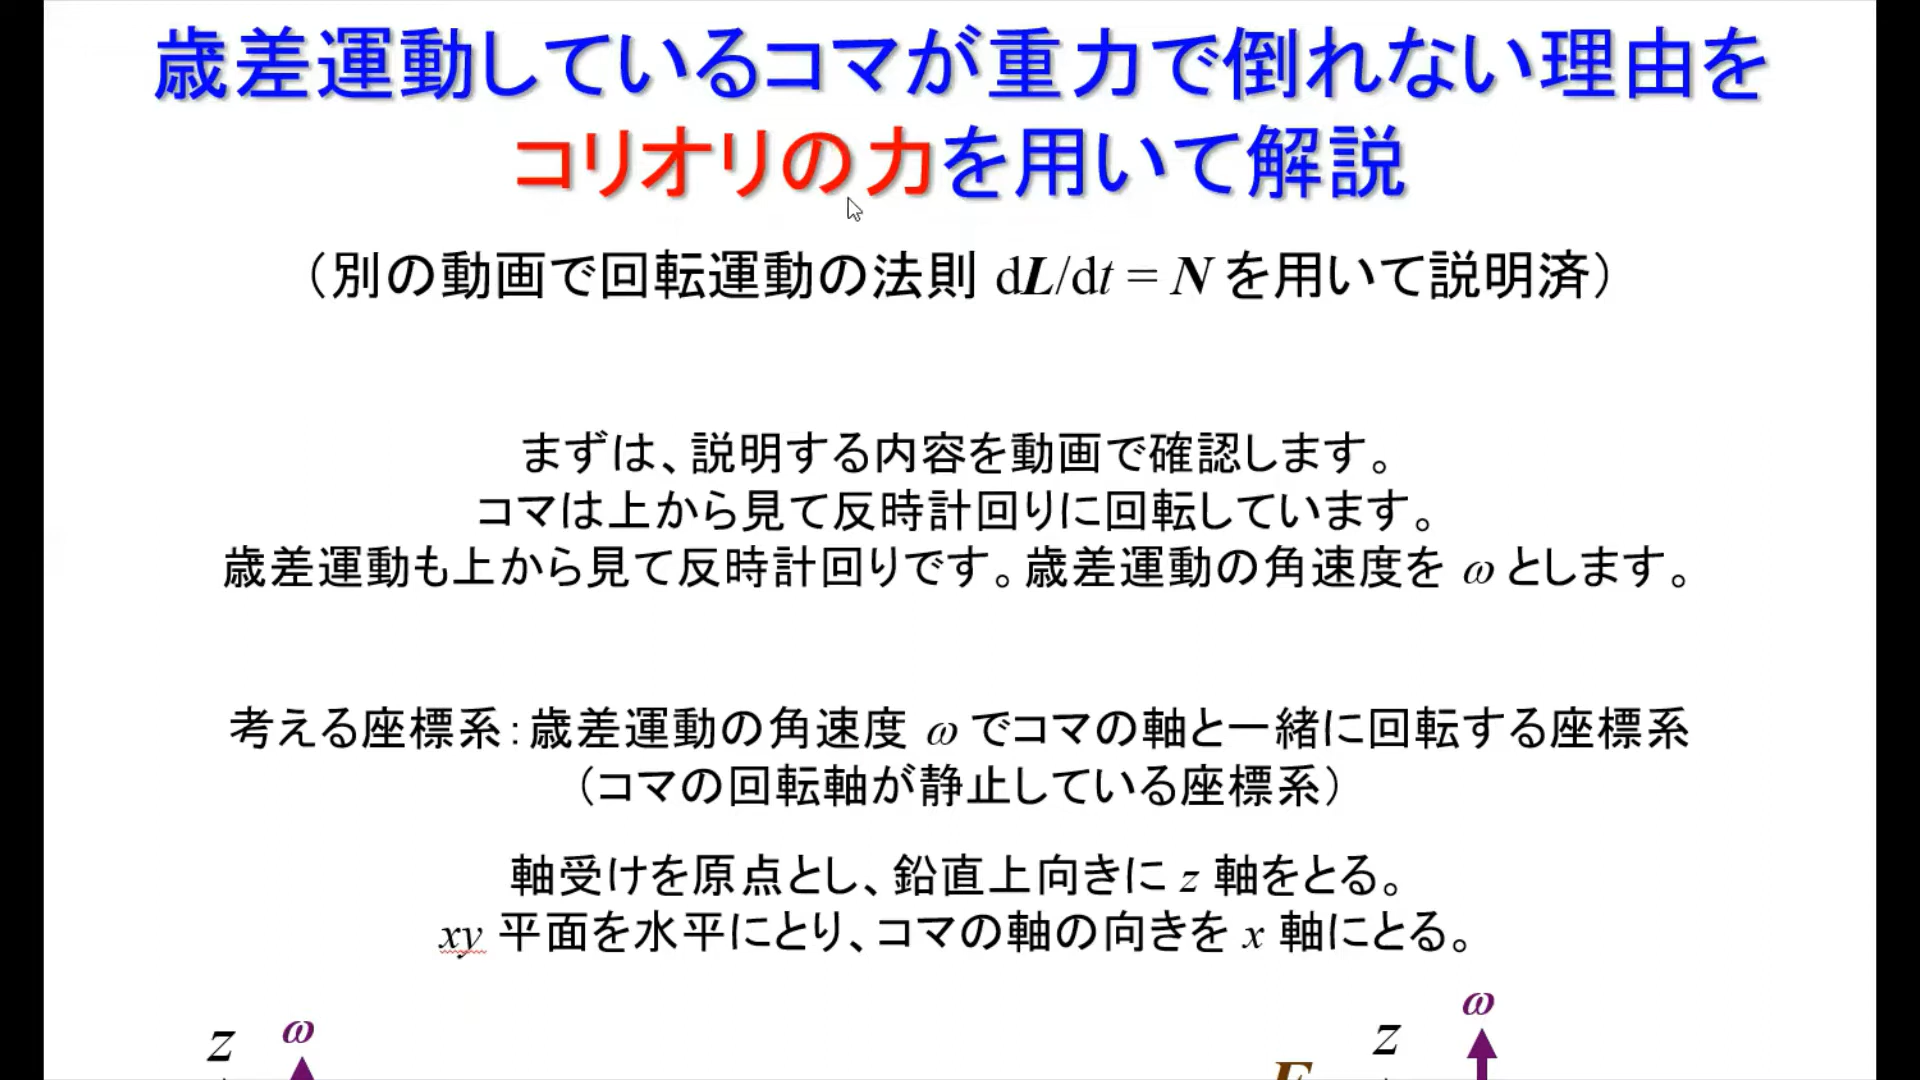 歳差運動しているコマが重力で倒れない理由を
コリオリの力を用いて解説
（別の動画で回転運動の法則 dL/dt = N を用いて説明済）
まずは、説明する内容を動画で確認します。
コマは上から見て反時計回りに回転しています。
歳差運動も上から見て反時計回りです。歳差運動の角速度を ω とします。
考える座標系：歳差運動の角速度 ω でコマの軸と一緒に回転する座標系
（コマの回転軸が静止している座標系）
軸受けを原点とし、鉛直上向きに z 軸をとる。
xy 平面を水平にとり、コマの軸の向きを x 軸にとる。
z ω
z ω